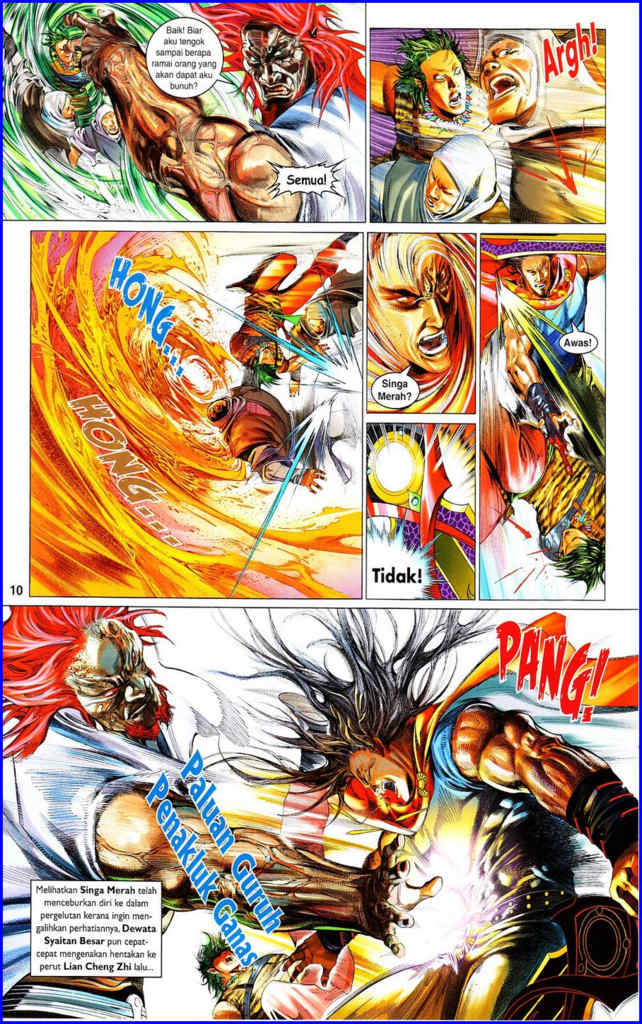 Baik! Biar
aku tengok
sampai berapa
ramai orang yang
akan dapat aku
bunuh?
Semua!
Argh!
HONG...
HONG...
Singa
Merah?
Awas!
Tidak!
10
PANG!
Paluan Guruh
Penakluk Ganas
Melihatkan Singa Merah telah
menceburkan diri ke dalam
pergelutan kerana ingin men-
galihkan perhatiannya, Dewata
Syaitan Besar pun cepat-
cepat mengenakan hentakan ke
perut Lian Cheng Zhi lalu...